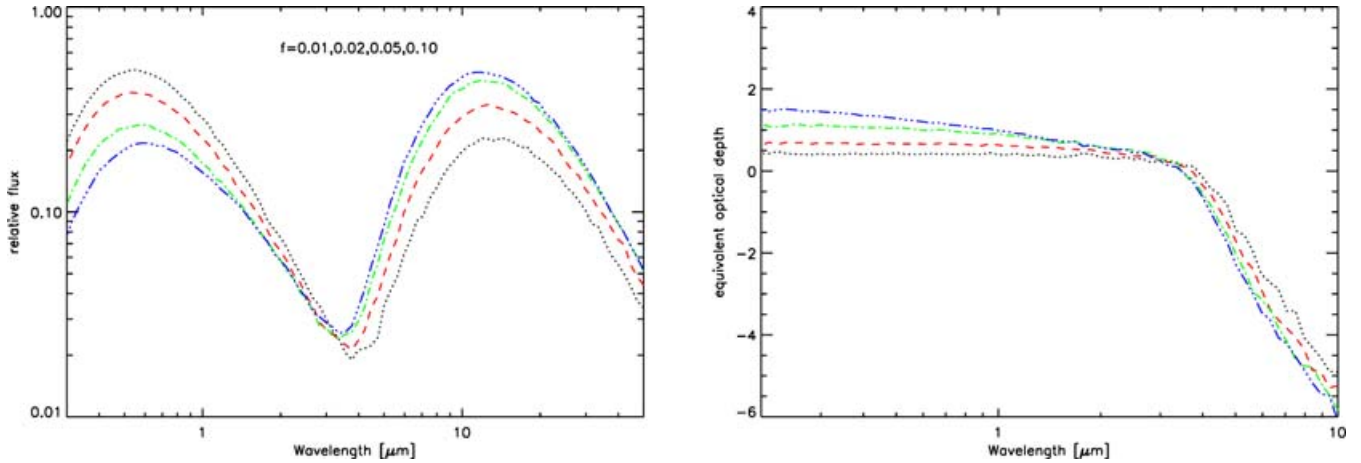 1.00
0.10
0.01
relative flux
f=0.01,0.02,0.05,0.10
1
10
Wavelength [μm]
4
2
0
-2
-4
-6
equivalent optical depth
1
10
Wavelength [μm]